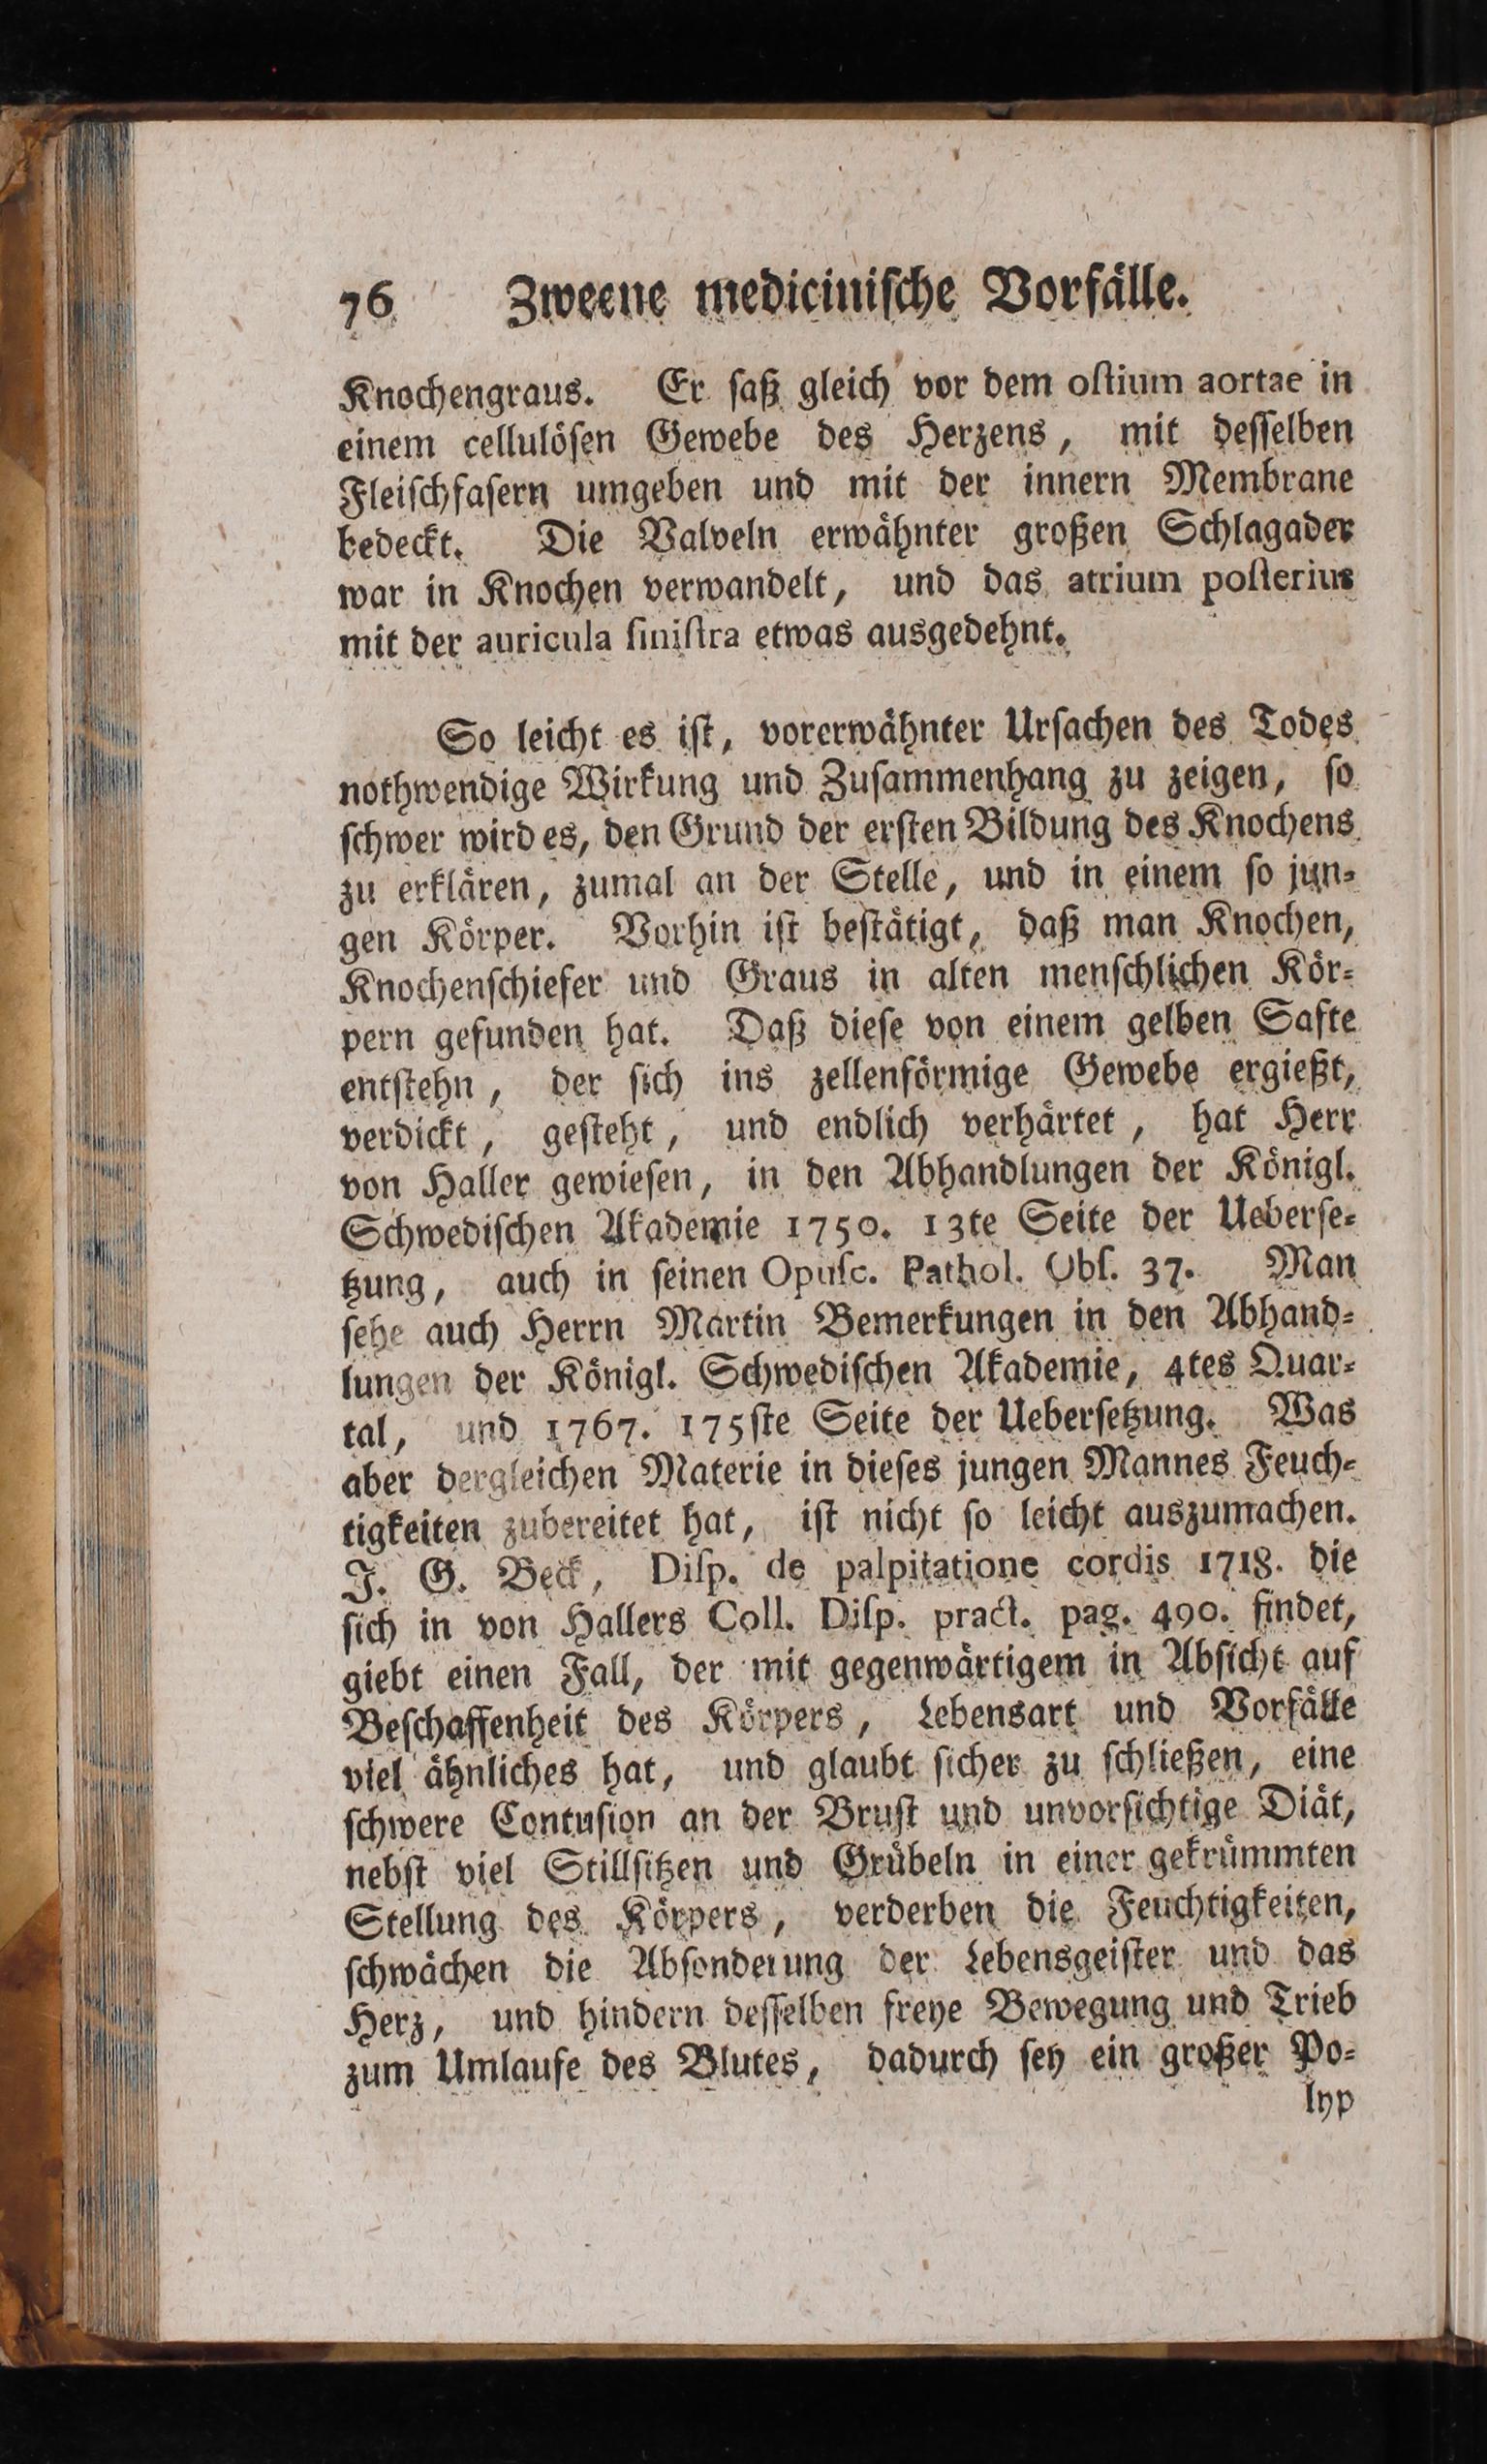 76 Zweene medicinische Vorfälle.
Knochengraus. Er ſaß gleich vor dem oſtium aortae in
einem cellulöſen Gewebe des Herzens, mit deſſelben
Fleiſchfaſern umgeben und mit der innern Membrane
bedeckt. Die Valveln erwähnter großen Schlagader
war in Knochen verwandelt, und das atrium poſterius
mit der auricula ſiniſtra etwas ausgedehnt.
So leicht es iſt, vorerwähnter Urſachen des Todes
nothwendige Wirkung und Zuſammenhang zu zeigen, ſo
ſchwer wird es, den Grund der erſten Bildung des Knochens
zu erklären, zumal an der Stelle, und in einem ſo jun⸗
gen Körper. Vorhin iſt beſtätigt, daß man Knochen,
Knochenſchiefer und Graus in alten menſchlichen Kör⸗
pern gefunden hat. Daß dieſe von einem gelben Safte
entſtehn, der ſich ins zellenförmige Gewebe ergießt,
verdickt, geſteht, und endlich verhärtet, hat Herr
von Haller gewieſen, in den Abhandlungen der Königl.
Schwediſchen Akademie 1750. 13te Seite der Ueberſe⸗
tzung, auch in ſeinen Opuſc. Pathol. Obſ. 37. Man
ſehe auch Herrn Martin Bemerkungen in den Abhand⸗
lungen der Königl. Schwediſchen Akademie, 4tes Quar⸗
tal, und 1767. 175ſte Seite der Ueberſetzung. Was
aber dergleichen Materie in dieſes jungen Mannes Feuch⸗
tigkeiten zubereitet hat, iſt nicht ſo leicht auszumachen.
J. G. Beck, Diſp. de palpitatione cordis 1718. die
ſich in von Hallers Coll. Diſp. pract. pag. 490. findet,
giebt einen Fall, der mit gegenwärtigem in Abſicht auf
Beſchaffenheit des Körpers, Lebensart und Vorfälle
viel ähnliches hat, und glaubt ſicher zu ſchließen, eine
ſchwere Contuſion an der Bruſt und unvorſichtige Diät,
nebſt viel Stillſitzen und Grübeln in einer gekrümmten
Stellung des Körpers, verderben die Feuchtigkeiten,
ſchwächen die Abſonderung der Lebensgeiſter und das
Herz, und hindern deſſelben freye Bewegung und Trieb
zum Umlaufe des Blutes, dadurch ſey ein großer Po⸗
lyp